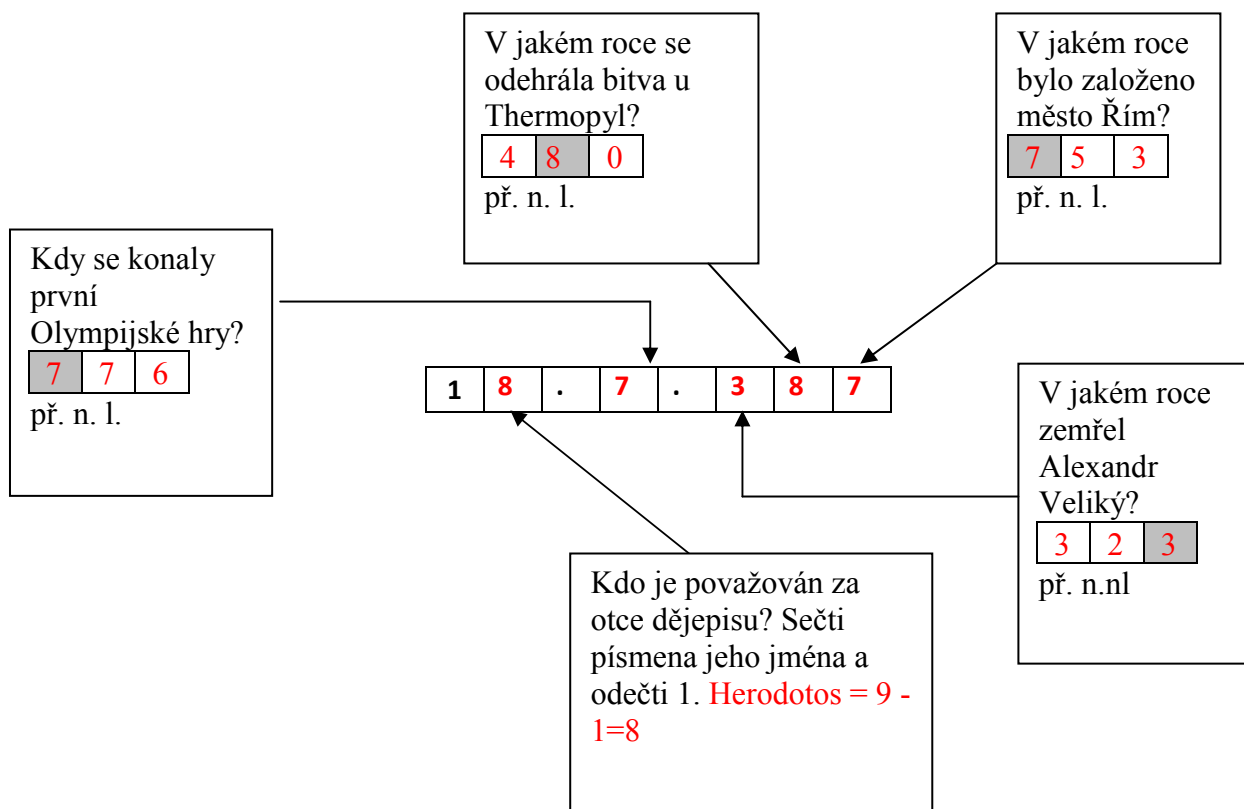 V jakém roce se
odehrála bitva u
Thermopyl?
4 8 0
př. n. l.
V jakém roce
bylo založeno
město Řím?
7 5 3
př. n. l.
Kdy se konaly
první
Olympijské hry?
7 7 6
př. n. l.
1 8 . 7 . 3 8 7
V jakém roce
zemřel
Alexandr
Veliký?
3 2 3
př. n.nl
Kdo je považován za
otce dějepisu? Sečti
písmena jeho jména a
odečti 1. Herodotos = 9 -
1=8